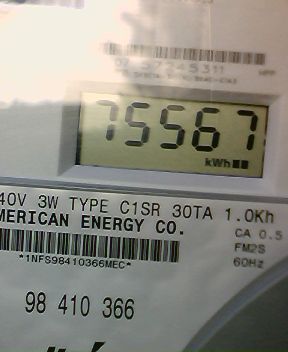 75567
kWh
40V 3W TYPE C1SR 30TA 1.0Kh
MERICAN ENERGY CO.
CA 0.5
FM2S
60Hz
*1NFS98410366MEC*
98 410 366